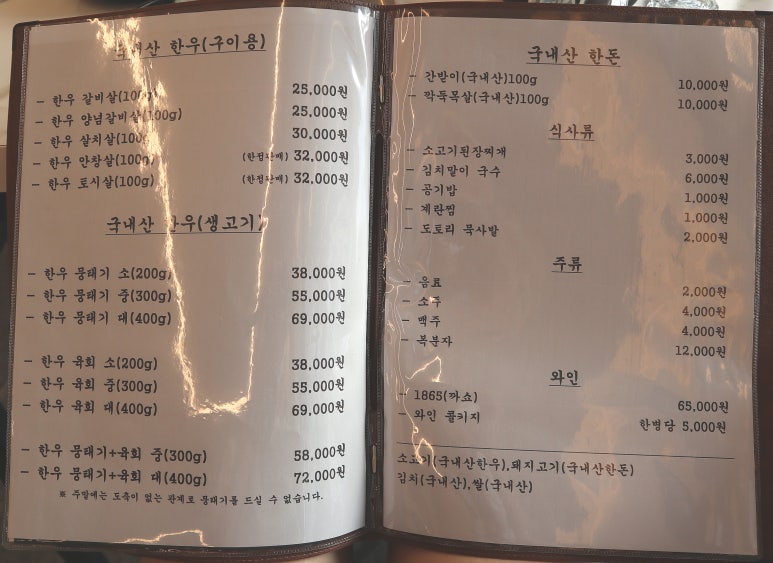 국내산 한우(구이용)
- 한우 갈비살(100g) 25,000원
- 한우 양념갈비살(100g) 25,000원
- 한우 살치살(100g) 30,000원
- 한우 안창살(100g) (한정판매) 32,000원
- 한우 토시살(100g) (한정판매) 32,000원
국내산 한우(생고기)
- 한우 뭉태기 소(200g) 38,000원
- 한우 뭉태기 중(300g) 55,000원
- 한우 뭉태기 대(400g) 69,000원
- 한우 육회 소(200g) 38,000원
- 한우 육회 중(300g) 55,000원
- 한우 육회 대(400g) 69,000원
- 한우 뭉태기+육회 중(300g) 58,000원
- 한우 뭉태기+육회 대(400g) 72,000원
※ 주말에는 도축이 없는 관계로 뭉태기를 드실 수 없습니다.
국내산 한돈
- 간받이(국내산)100g 10,000원
- 꽉둑목살(국내산)100g 10,000원
식사류
- 소고기된장찌개 3,000원
- 김치말이 국수 6,000원
- 공기밥 1,000원
- 계란찜 1,000원
- 도토리 묵사발 2,000원
주류
- 음료 2,000원
- 소주 4,000원
- 맥주 4,000원
- 복분자 12,000원
와인
- 1865(까쇼) 65,000원
- 와인 콜키지 한병당 5,000원
소고기(국내산한우),돼지고기(국내산한돈)
김치(국내산),쌀(국내산)